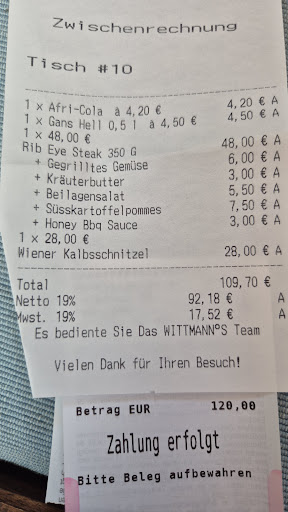 Zwischenrechnung
Tisch #10
1 x Afri-Cola à 4,20 € 4,20 € A
1 x Gans Hell 0,5 l à 4,50 € 4,50 € A
1 x 48,00 € 48,00 € A
Rib Eye Steak 350 G
+ Gegrilltes Gemüse 6,00 € A
+ Kräuterbutter 3,00 € A
+ Beilagensalat 5,50 € A
+ Süsskartoffelpommes 7,50 € A
+ Honey Bbq Sauce 3,00 € A
1 x 28,00 € 28,00 € A
Wiener Kalbsschnitzel
Total 109,70 €
Netto 19% 92,18 € A
Mwst. 19% 17,52 € A
Es bediente Sie Das WITTMANN°S Team
Vielen Dank für Ihren Besuch!
Betrag EUR 120,00
Zahlung erfolgt
Bitte Beleg aufbewahren